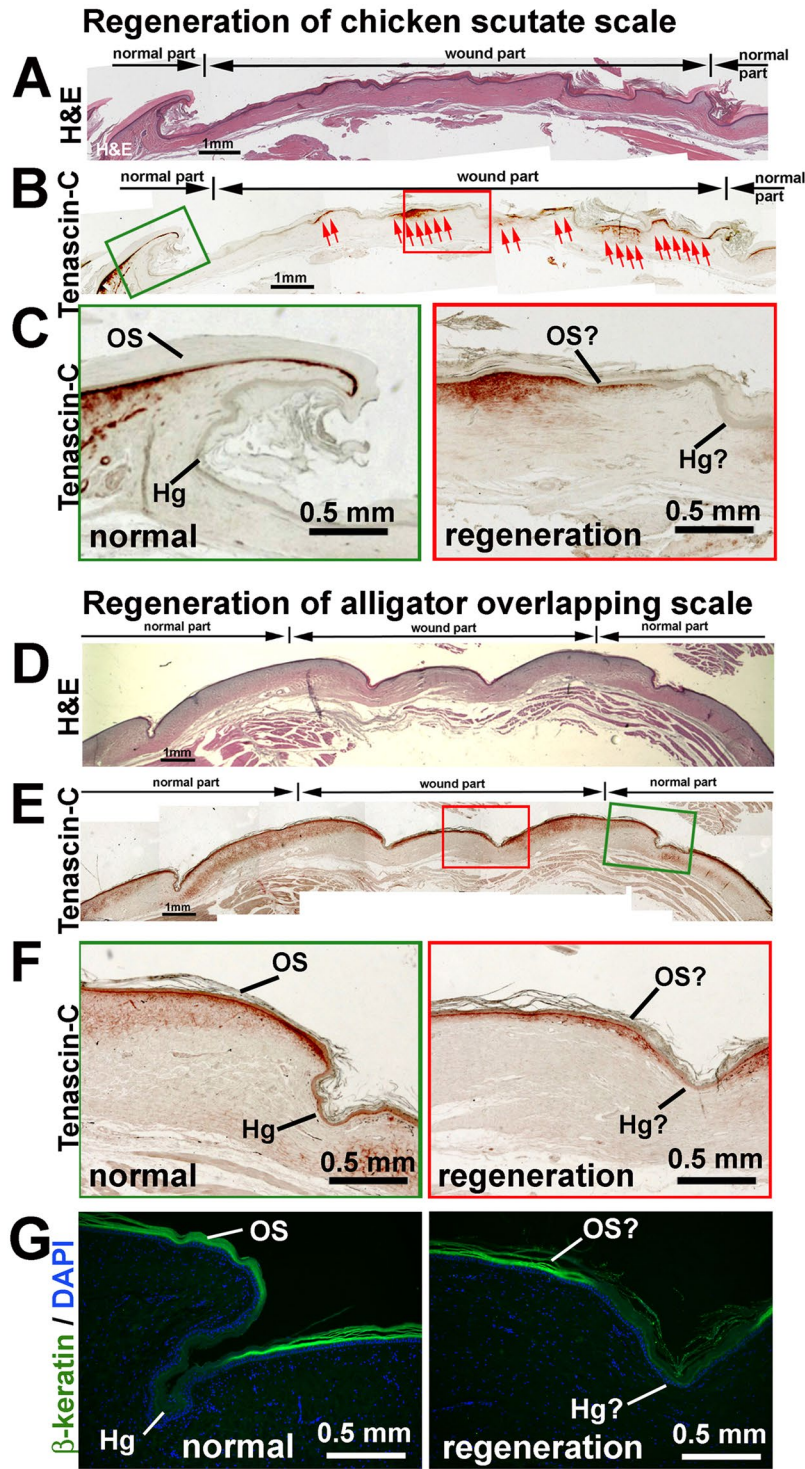 Regeneration of chicken scutate scale
normal part
wound part
normal
part
A
H&E
H&E
1mm
B
normal part
wound part
normal
part
Tenascin-C
1mm
C
Tenascin-C
OS
Hg
0.5 mm
normal
OS?
Hg?
0.5 mm
regeneration
Regeneration of alligator overlapping scale
normal part
wound part
normal part
D
H&E
1mm
E
normal part
wound part
normal part
Tenascin-C
1mm
F
Tenascin-C
OS
Hg
0.5 mm
normal
OS?
Hg?
0.5 mm
regeneration
G
β-keratin / DAPI
OS
Hg
normal
0.5 mm
OS?
Hg?
regeneration
0.5 mm